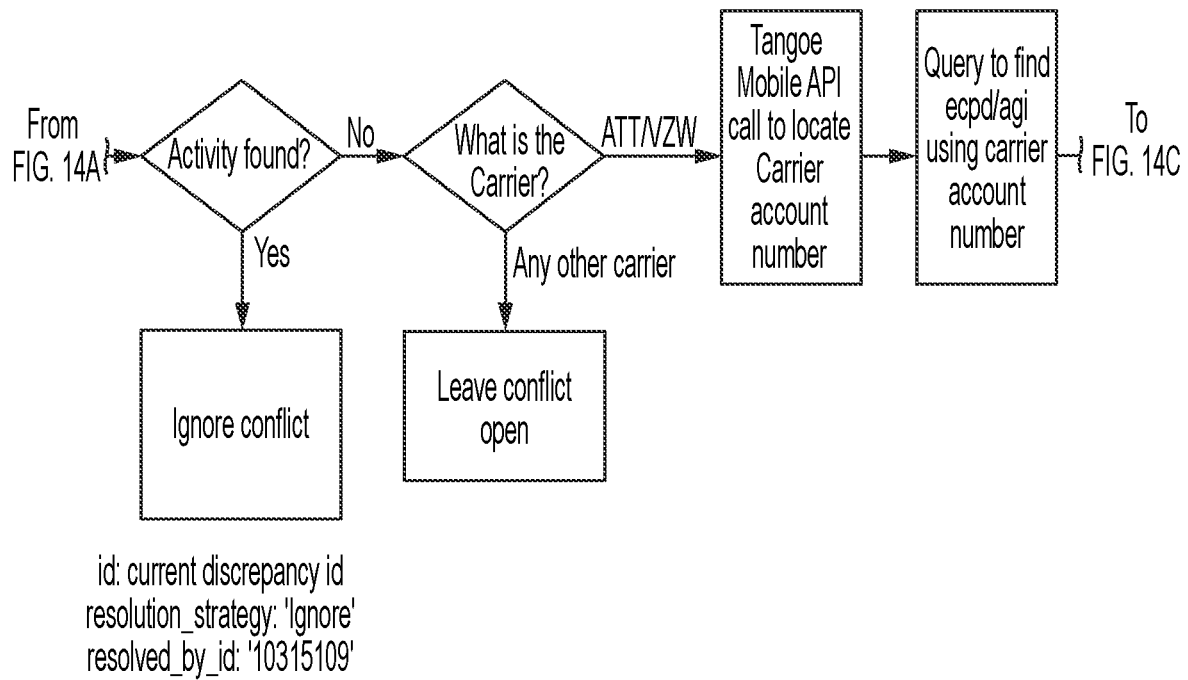 From
FIG. 14A
Activity found?
No
Yes
What is the
Carrier?
ATT/VZW
Any other carrier
Tangoe
Mobile API
call to locate
Carrier
account
number
Query to find
ecpd/agi
using carrier
account
number
To
FIG. 14C
Ignore conflict
Leave conflict
open
id: current discrepancy id
resolution_strategy: 'Ignore'
resolved_by_id: '10315109'